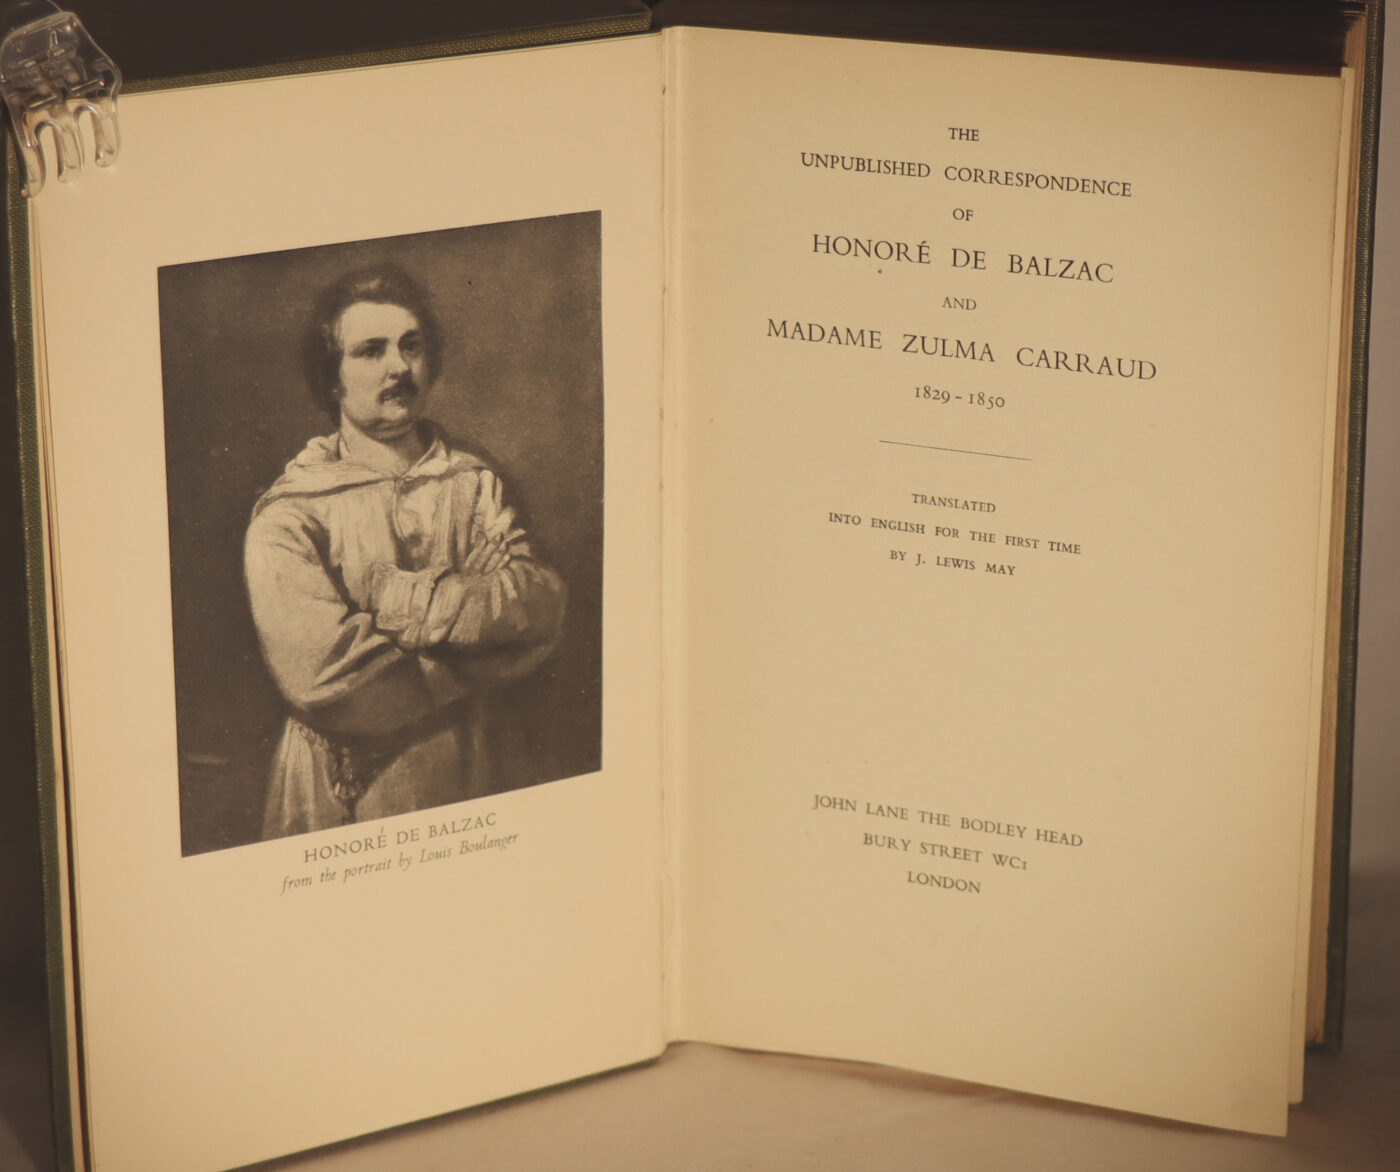 HONORÉ DE BALZAC
from the portrait by Louis Boulanger
THE
UNPUBLISHED CORRESPONDENCE
OF
HONORÉ DE BALZAC
AND
MADAME ZULMA CARRAUD
1829–1850
TRANSLATED
INTO ENGLISH FOR THE FIRST TIME
BY J. LEWIS MAY
JOHN LANE THE BODLEY HEAD
BURY STREET WC1
LONDON